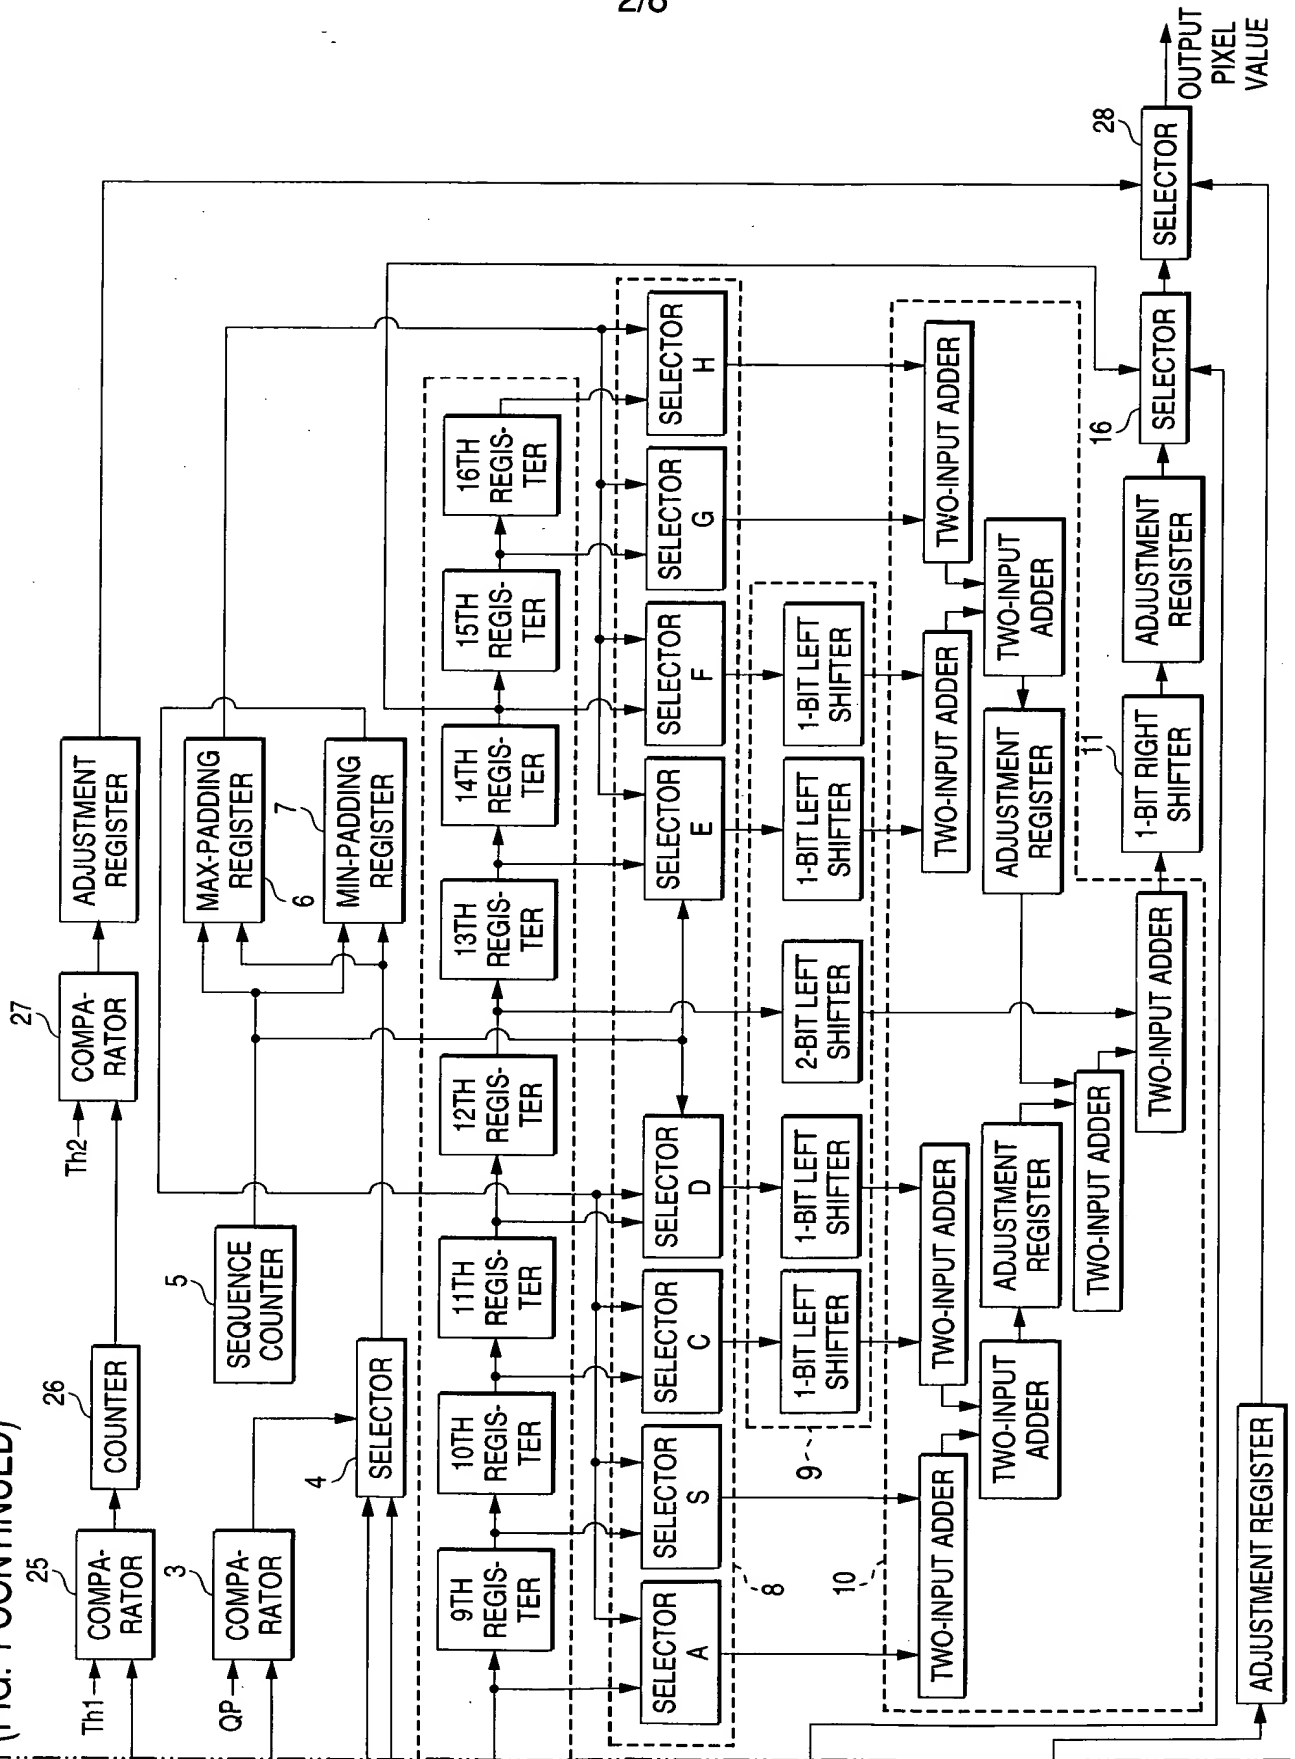 2/8
(FIG. 1 CONTINUED)
Th1
25
COMPA-
RATOR
26
COUNTER
Th2
27
COMPA-
RATOR
ADJUSTMENT
REGISTER
QP
3
COMPA-
RATOR
4
SELECTOR
5
SEQUENCE
COUNTER
MAX-PADDING
REGISTER
6
7
MIN-PADDING
REGISTER
9TH
REGIS-
TER
10TH
REGIS-
TER
11TH
REGIS-
TER
12TH
REGIS-
TER
13TH
REGIS-
TER
14TH
REGIS-
TER
15TH
REGIS-
TER
16TH
REGIS-
TER
SELECTOR
A
SELECTOR
S
SELECTOR
C
SELECTOR
D
SELECTOR
E
SELECTOR
F
SELECTOR
G
SELECTOR
H
8
9
1-BIT LEFT
SHIFTER
1-BIT LEFT
SHIFTER
2-BIT LEFT
SHIFTER
1-BIT LEFT
SHIFTER
1-BIT LEFT
SHIFTER
10
TWO-INPUT ADDER
TWO-INPUT ADDER
TWO-INPUT ADDER
TWO-INPUT ADDER
TWO-INPUT
ADDER
ADJUSTMENT
REGISTER
ADJUSTMENT
REGISTER
TWO-INPUT
ADDER
TWO-INPUT ADDER
TWO-INPUT ADDER
11
1-BIT RIGHT
SHIFTER
ADJUSTMENT
REGISTER
16
SELECTOR
28
SELECTOR
OUTPUT
PIXEL
VALUE
ADJUSTMENT REGISTER